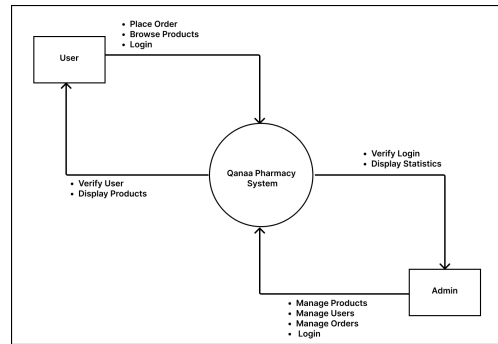 • Place Order
• Browse Products
• Login
User
Qanaa Pharmacy
System
• Verify Login
• Display Statistics
• Verify User
• Display Products
Admin
• Manage Products
• Manage Users
• Manage Orders
• Login